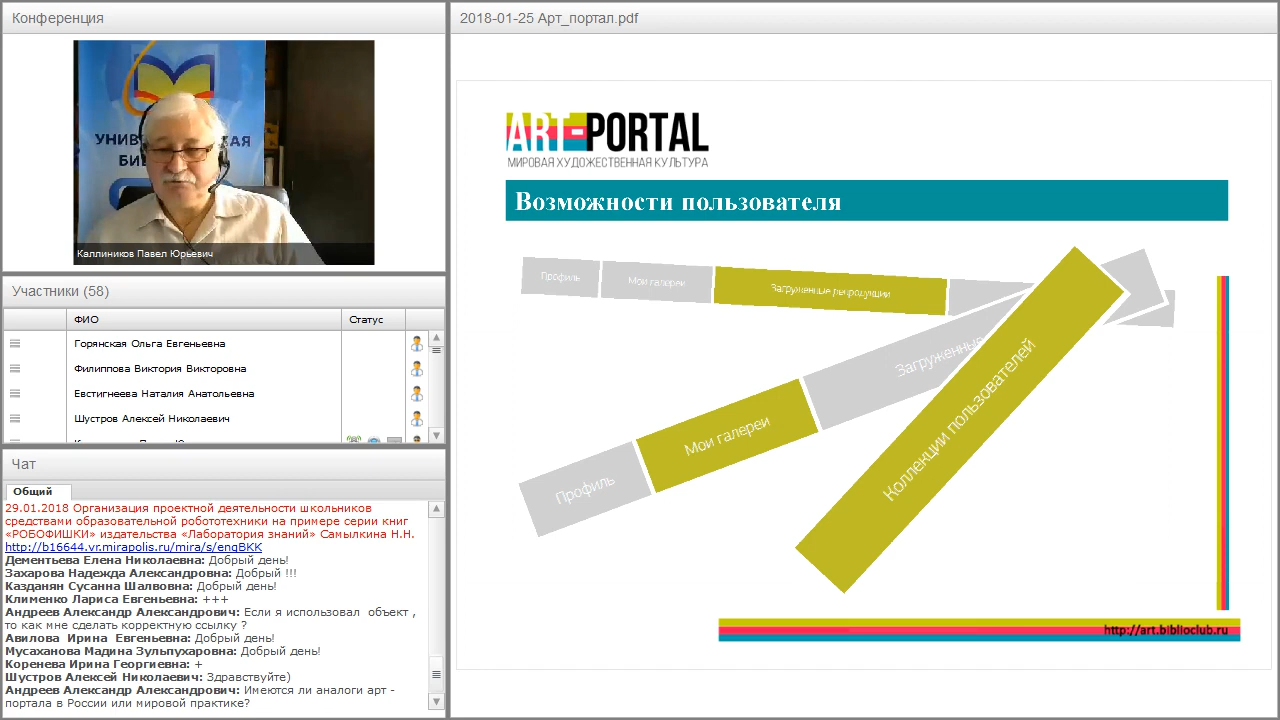 Конференция
УНИВ
СКАЯ
БИБ
Каллиников Павел Юрьевич
Участники (58)
ФИО
Статус
Горянская Ольга Евгеньевна
Филиппова Виктория Викторовна
Евстигнеева Наталия Анатольевна
Шустров Алексей Николаевич
Чат
Общий
29.01.2018 Организация проектной деятельности школьников
средствами образовательной робототехники на примере серии книг
«РОБОФИШКИ» издательства «Лаборатория знаний» Самылкина Н.Н.
http://b16644.vr.mirapolis.ru/mira/s/enqBKK
Дементьева Елена Николаевна: Добрый день!
Захарова Надежда Александровна: Добрый !!!
Казданян Сусанна Шалвовна: Добрый день!
Клименко Лариса Евгеньевна: +++
Андреев Александр Александрович: Если я использовал объект ,
то как мне сделать корректную ссылку ?
Авилова Ирина Евгеньевна: Добрый день!
Мусаханова Мадина Зулпухаровна: Добрый день!
Коренева Ирина Георгиевна: +
Шустров Алексей Николаевич: Здравствуйте)
Андреев Александр Александрович: Имеются ли аналоги арт -
портала в России или мировой практике?
2018-01-25 Арт_портал.pdf
ART-PORTAL
МИРОВАЯ ХУДОЖЕСТВЕННАЯ КУЛЬТУРА
Возможности пользователя
Профиль
Мои галереи
Загруженные репродукции
Профиль
Мои галереи
Загруженные
Коллекции пользователей
http://art.biblioclub.ru